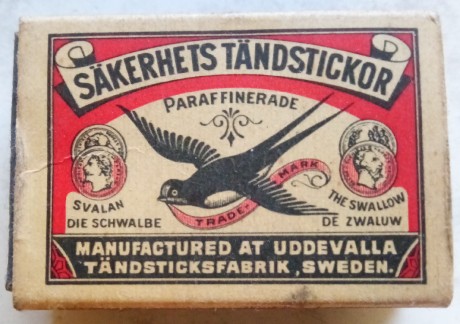 SÄKERHETS TÄNDSTICKOR
PARAFFINERADE
TRADE MARK
SVALAN
DIE SCHWALBE
THE SWALLOW
DE ZWALUW
MANUFACTURED AT UDDEVALLA
TÄNDSTICKSFABRIK, SWEDEN.